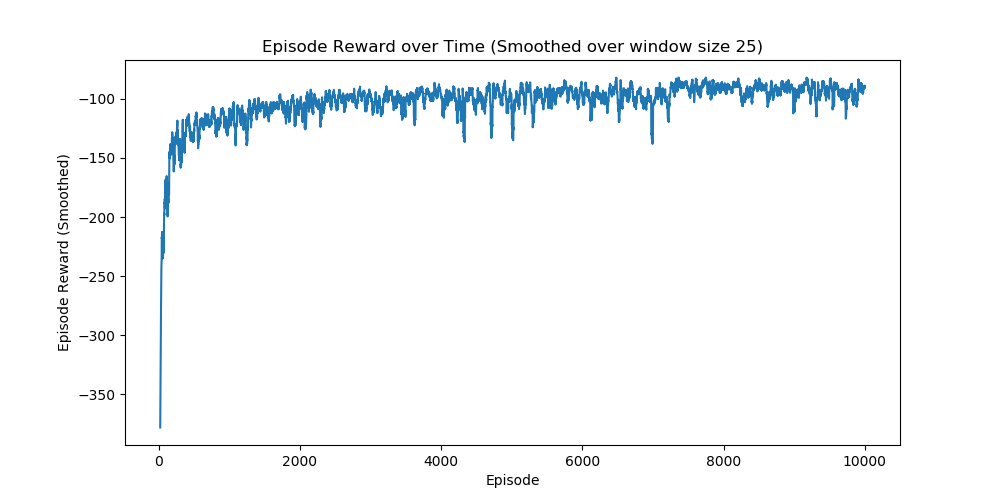 Episode Reward over Time (Smoothed over window size 25)
Episode Reward (Smoothed)
−100
−150
−200
−250
−300
−350
0 2000 4000 6000 8000 10000
Episode